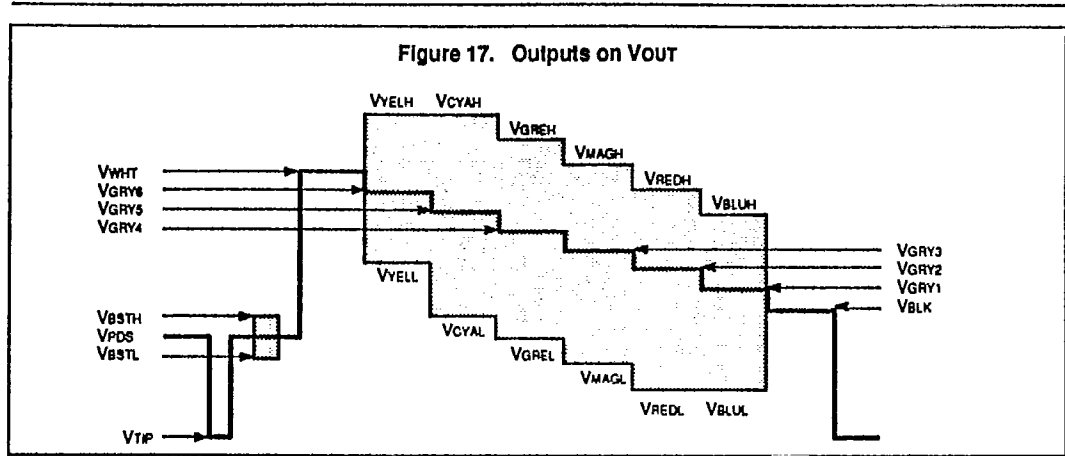 Figure 17. Outputs on VOUT
VYELH VCYAH
VGREH
VMAGH
VREDH
VBLUH
VWHT
VGRY6
VGRY5
VGRY4
VGRY3
VGRY2
VGRY1
VBLK
VYELL
VBSTH
VPDS
VBSTL
VCYAL
VGREL
VMAGL
VREDL VBLUL
VTIP